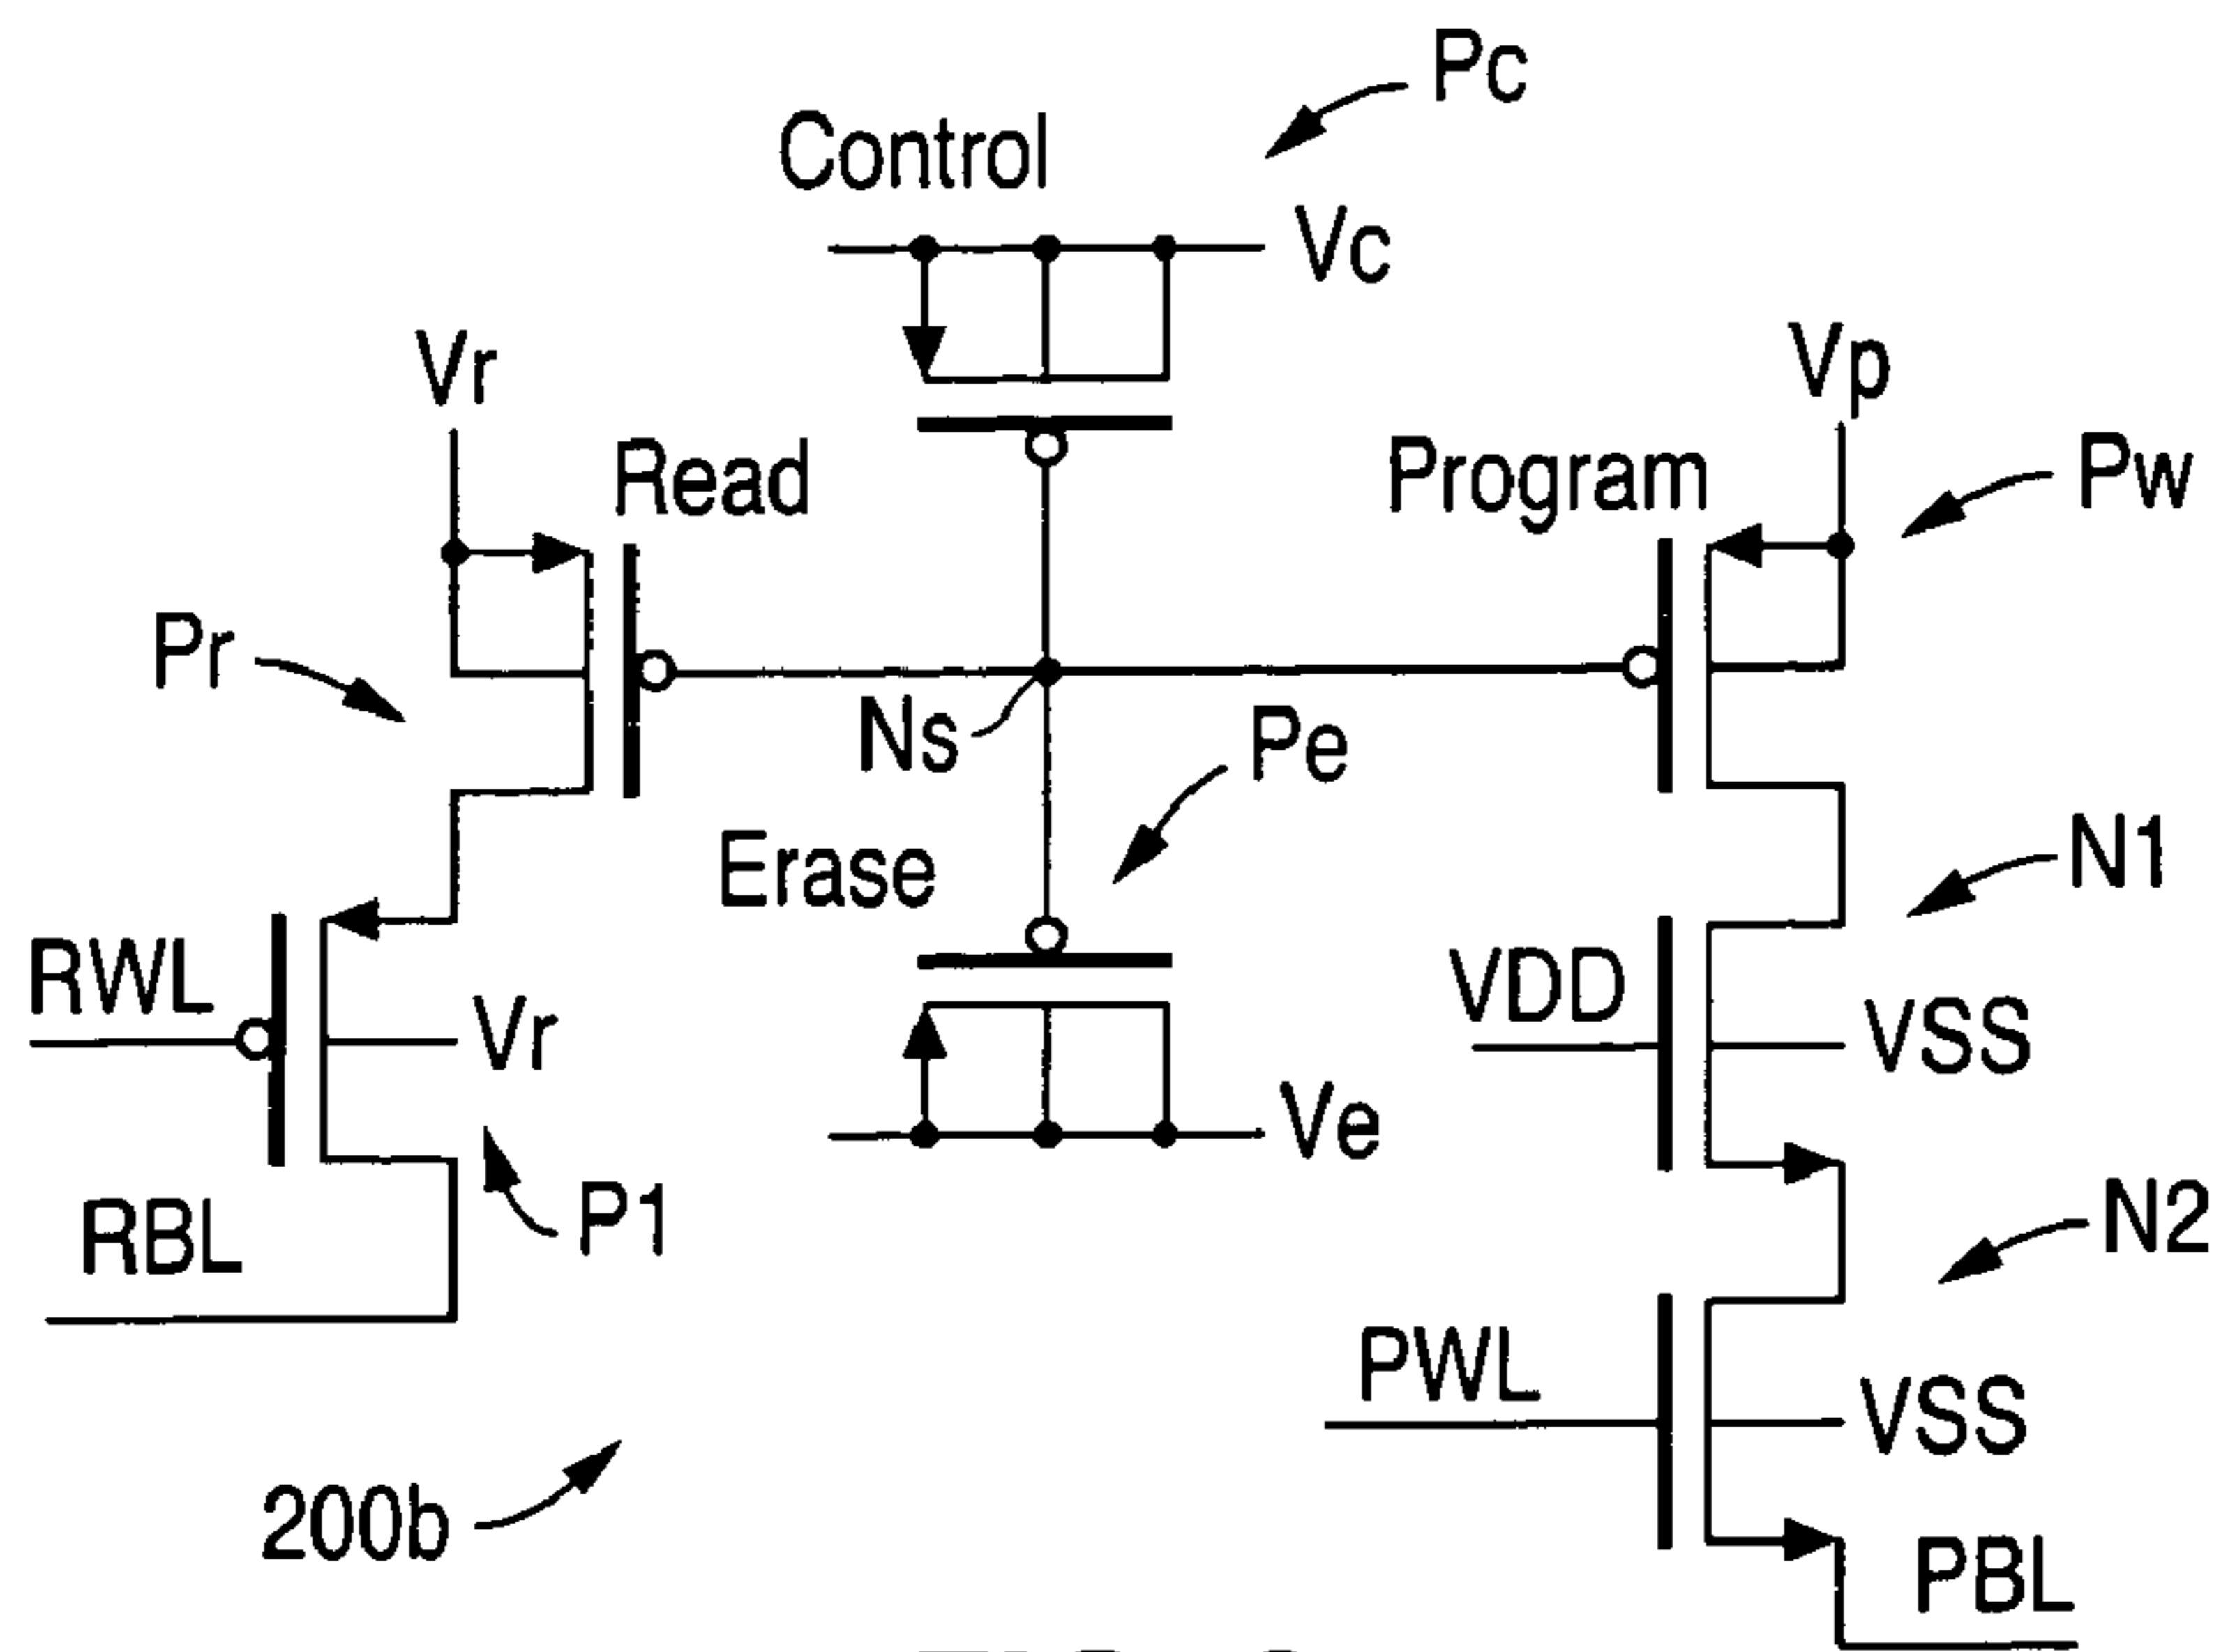 Pc
Control
Vc
Vr
Vp
Read
Program
Pw
Pr
Ns
Pe
Erase
N1
RWL
Vr
VDD
VSS
Ve
P1
RBL
N2
PWL
VSS
200b
PBL